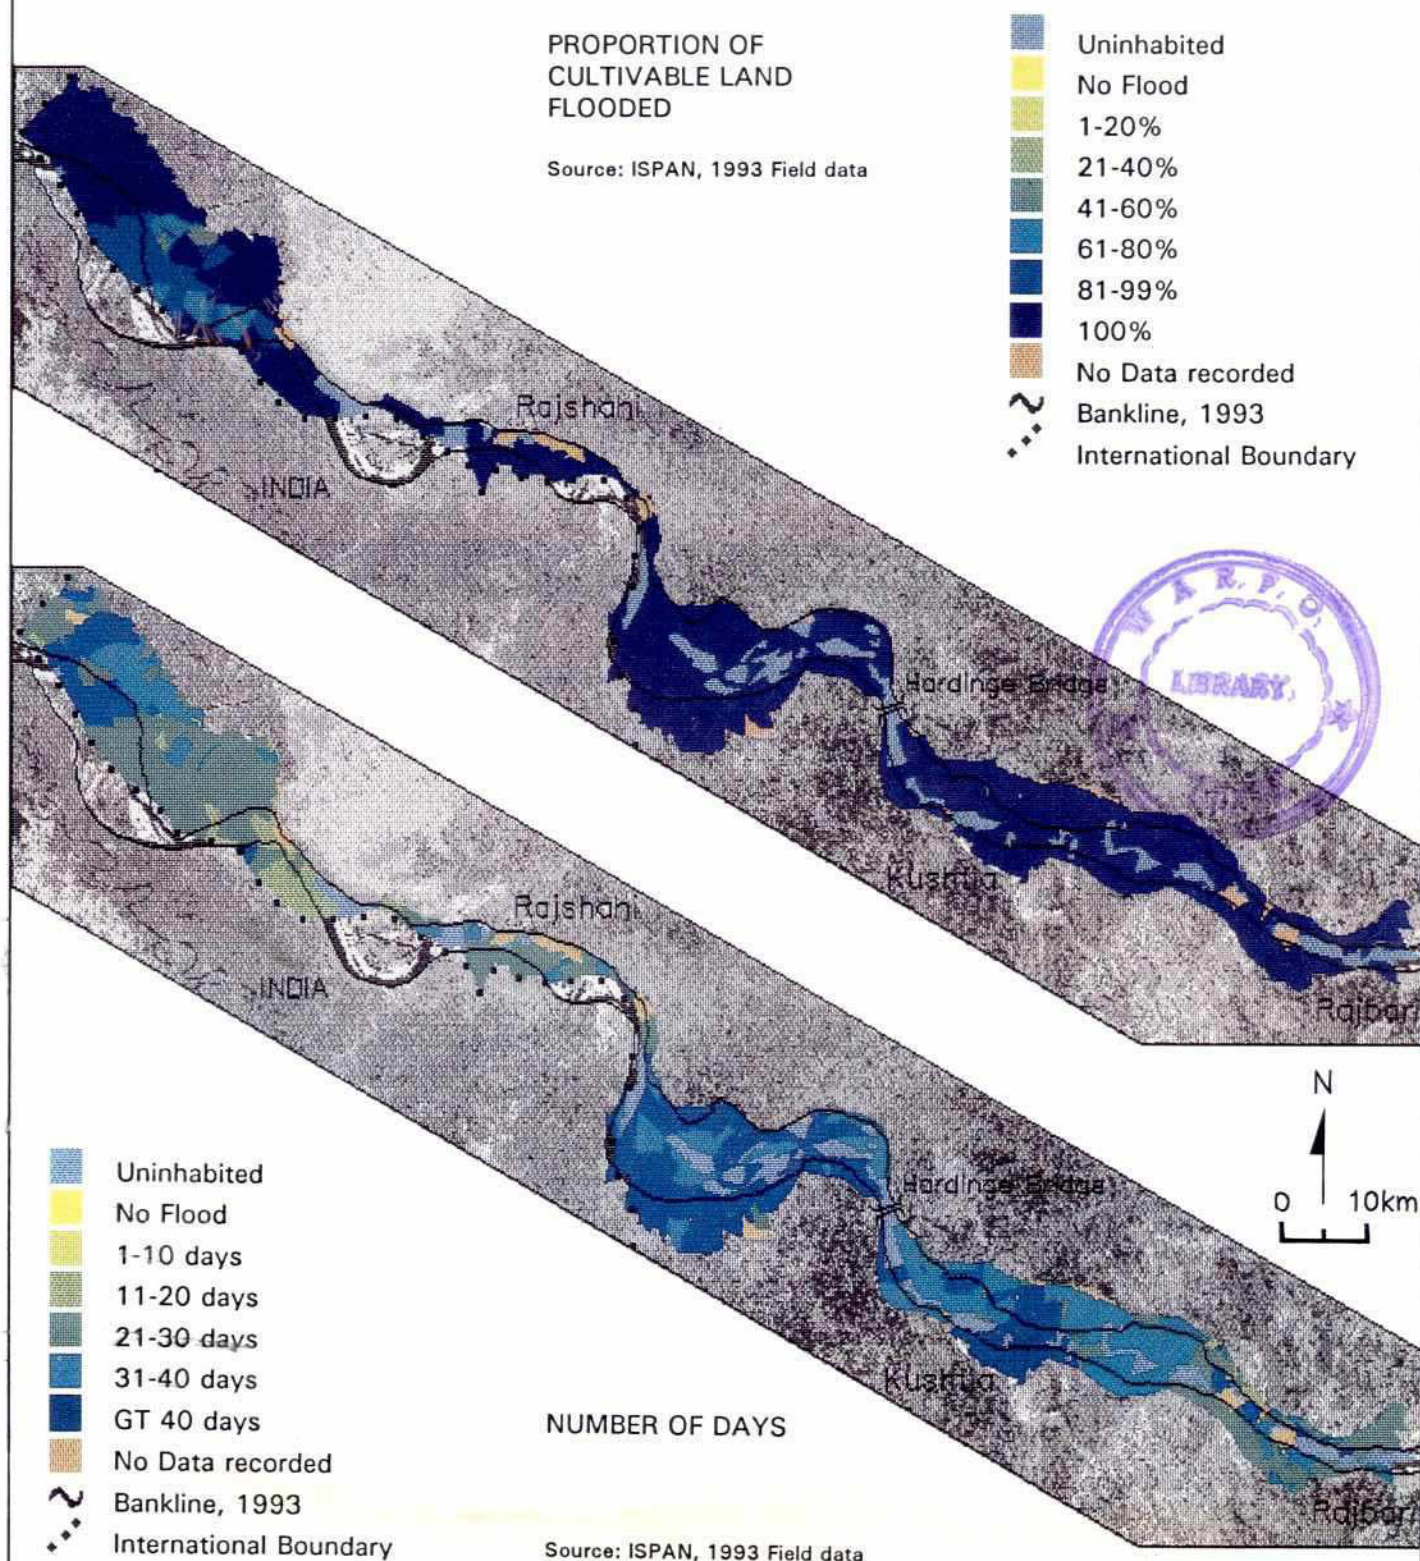 PROPORTION OF
CULTIVABLE LAND
FLOODED
Source: ISPAN, 1993 Field data
Uninhabited
No Flood
1-20%
21-40%
41-60%
61-80%
81-99%
100%
No Data recorded
Bankline, 1993
International Boundary
Rajshahi
INDIA
Hardinge Bridge
Kushtia
Rajbari
W.A.R.P.O.
LIBRARY.
Rajshahi
INDIA
Hardinge Bridge
Kushtia
Rajbari
N
0 10km
Uninhabited
No Flood
1-10 days
11-20 days
21-30 days
31-40 days
GT 40 days
No Data recorded
Bankline, 1993
International Boundary
NUMBER OF DAYS
Source: ISPAN, 1993 Field data